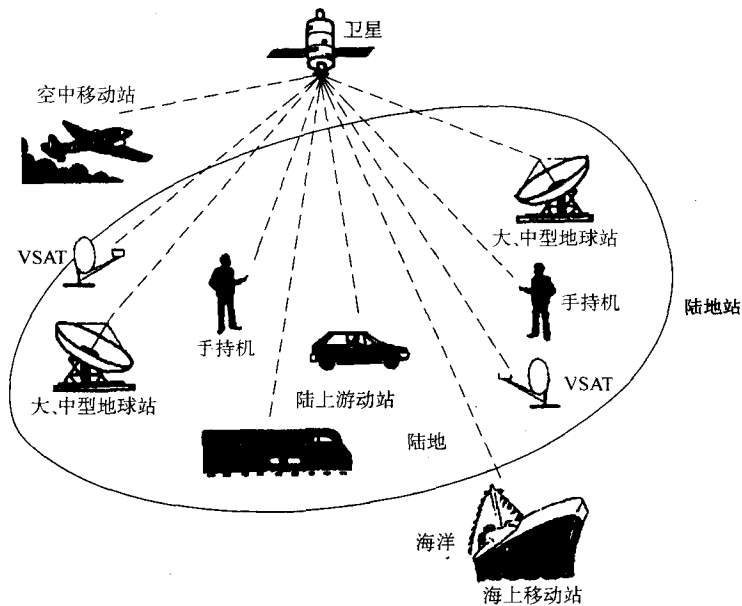 卫星
空中移动站
大、中型地球站
VSAT
手持机
手持机
陆地站
大、中型地球站
陆上游动站
VSAT
陆地
海洋
海上移动站